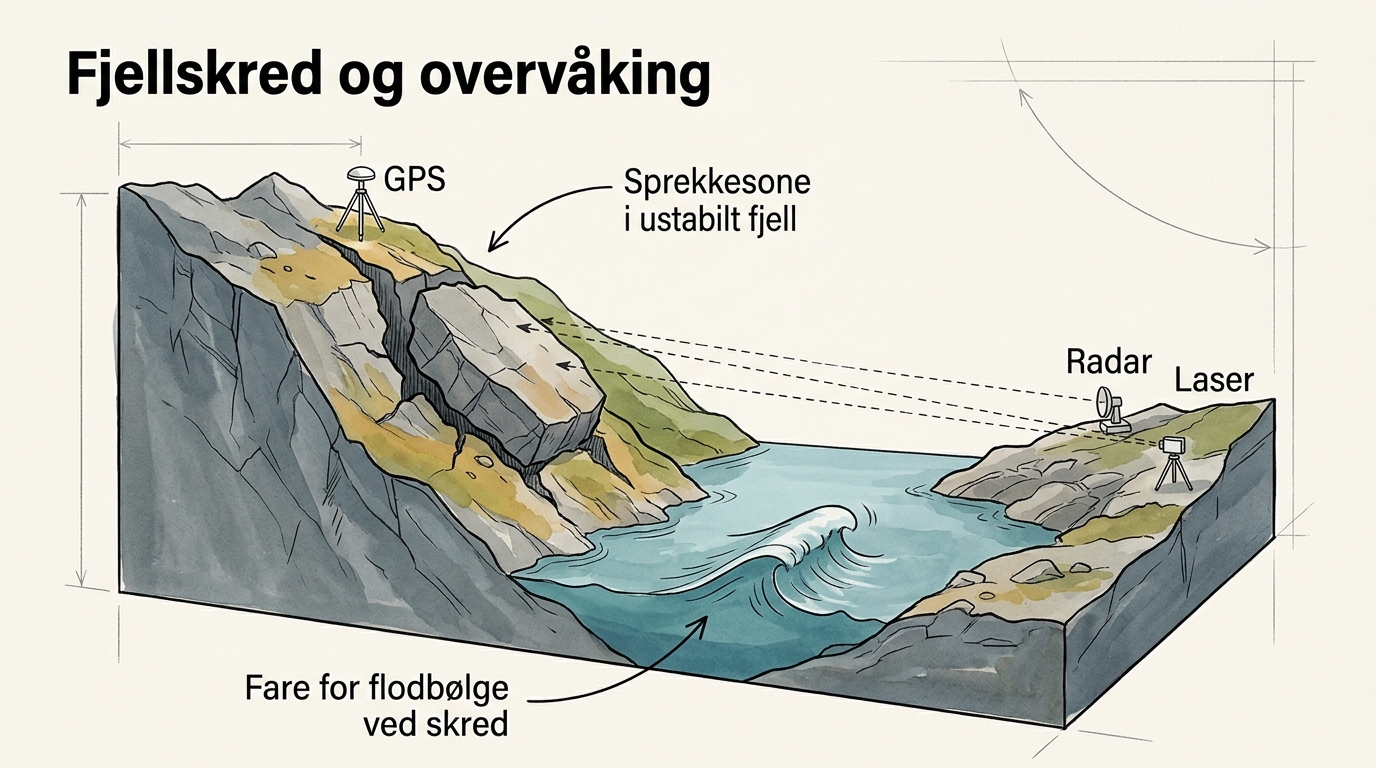 Fjellskred og overvåking
GPS
Sprekkesone
i ustabilt fjell
Radar
Laser
Fare for flodbølge
ved skred